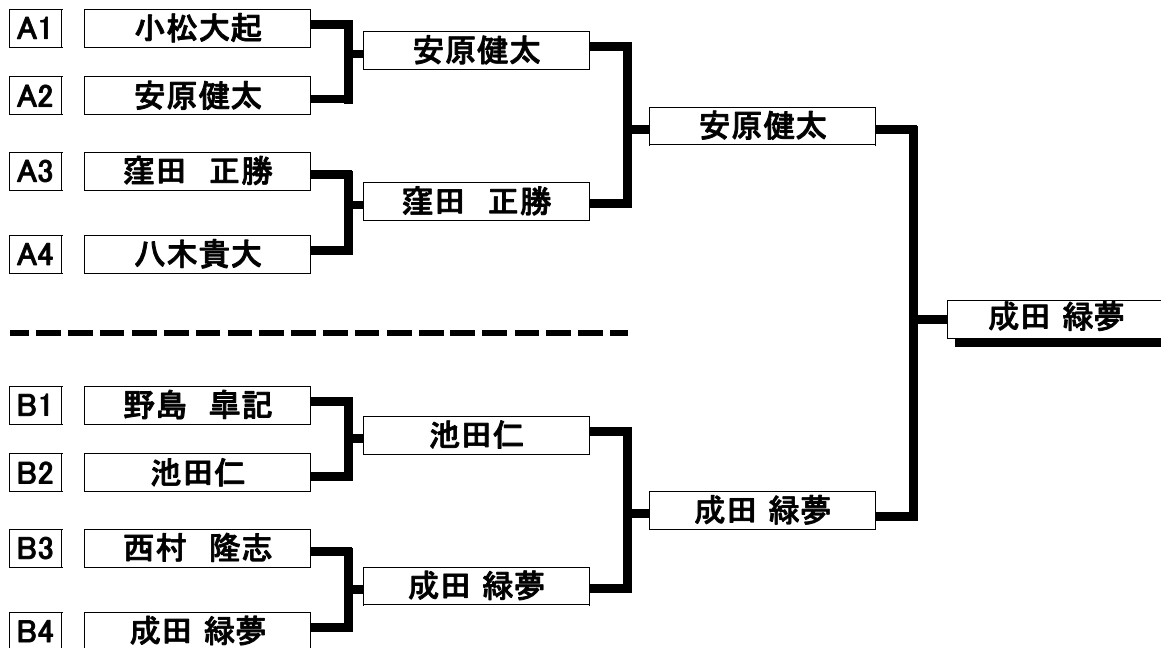 A1 小松大起
安原健太
A2 安原健太
安原健太
A3 窪田　正勝
窪田　正勝
A4 八木貴大
成田 緑夢
B1 野島　皐記
池田仁
B2 池田仁
成田 緑夢
B3 西村　隆志
成田 緑夢
B4 成田 緑夢